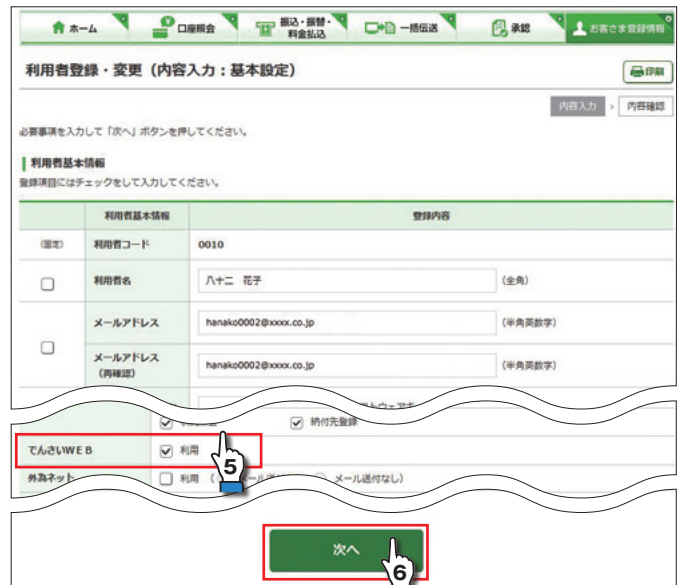 ホーム 口座照会 振込・振替・料金払込 一括伝送 承認 お客さま登録情報
利用者登録・変更（内容入力：基本設定） 印刷
内容入力 › 内容確認
必要事項を入力して「次へ」ボタンを押してください。
利用者基本情報
登録項目にはチェックをして入力してください。
利用者基本情報 登録内容
（固定） 利用者コード 0010
利用者名 八十二 花子 （全角）
メールアドレス hanako0002@xxxx.co.jp （半角英数字）
メールアドレス（再確認） hanako0002@xxxx.co.jp （半角英数字）
納付先登録
でんさいWEB 利用
5
外為ネット 利用 （ メール送付なし）
次へ
6